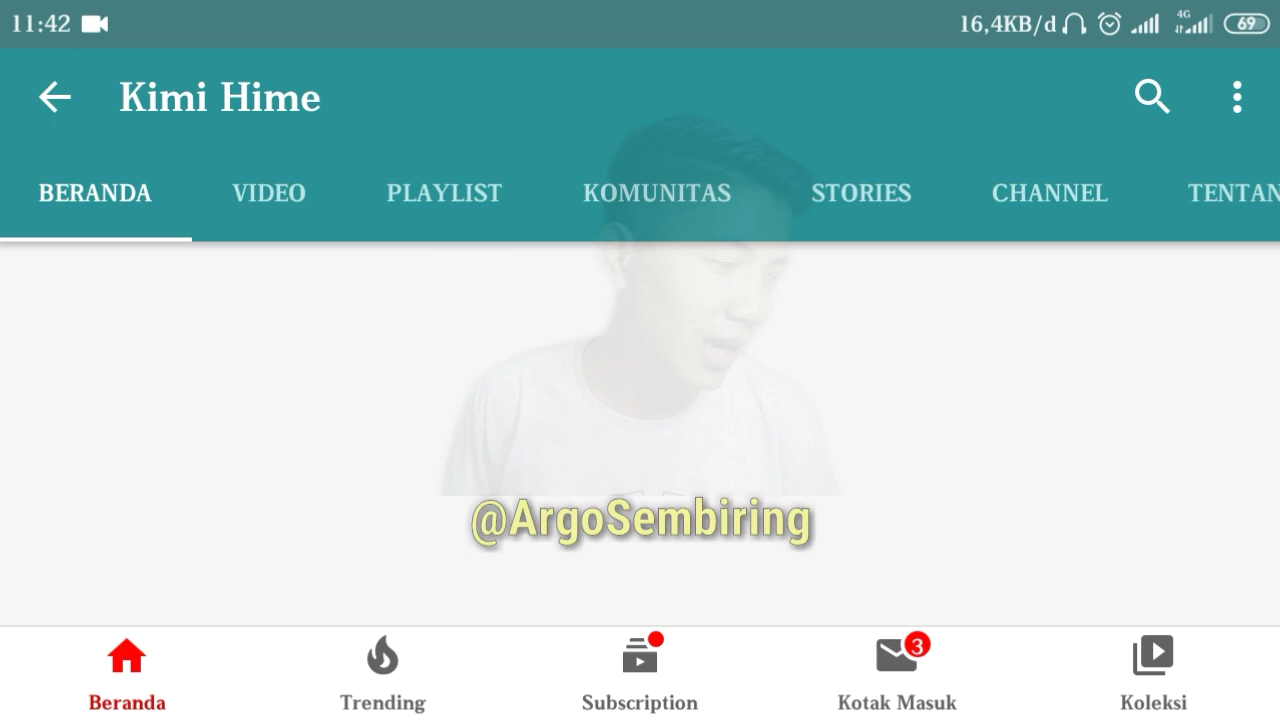 11:42 16,4KB/d 4G 69
Kimi Hime
BERANDA VIDEO PLAYLIST KOMUNITAS STORIES CHANNEL TENTAN
@ArgoSembiring
3
Beranda Trending Subscription Kotak Masuk Koleksi